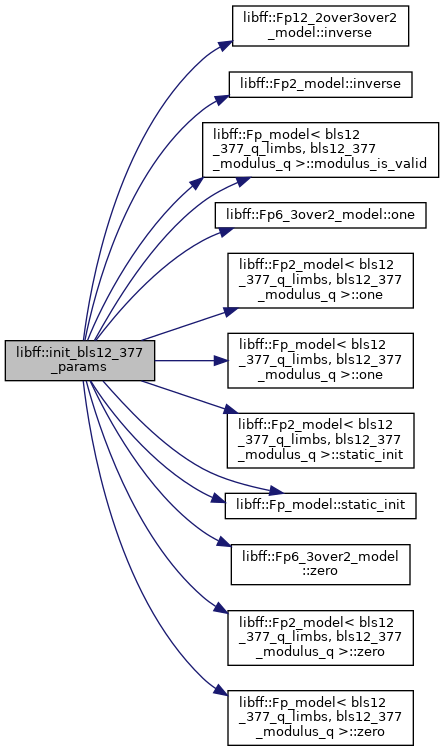 libff::Fp12_2over3over2
_model::inverse
libff::Fp2_model::inverse
libff::Fp_model< bls12
_377_q_limbs, bls12_377
_modulus_q >::modulus_is_valid
libff::Fp6_3over2_model::one
libff::Fp2_model< bls12
_377_q_limbs, bls12_377
_modulus_q >::one
libff::init_bls12_377
_params
libff::Fp_model< bls12
_377_q_limbs, bls12_377
_modulus_q >::one
libff::Fp2_model< bls12
_377_q_limbs, bls12_377
_modulus_q >::static_init
libff::Fp_model::static_init
libff::Fp6_3over2_model
::zero
libff::Fp2_model< bls12
_377_q_limbs, bls12_377
_modulus_q >::zero
libff::Fp_model< bls12
_377_q_limbs, bls12_377
_modulus_q >::zero